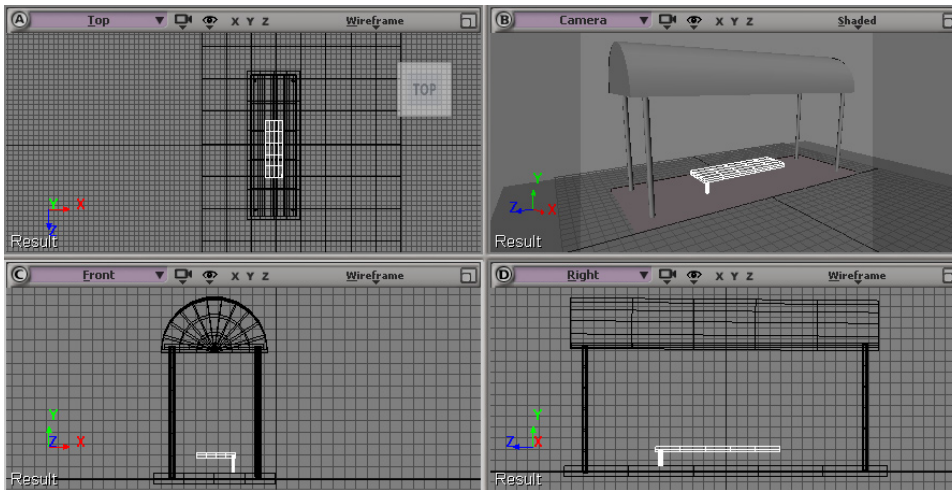 A Top X Y Z Wireframe
TOP
Y X
Z
Result
B Camera X Y Z Shaded
Y
Z X
Result
C Front X Y Z Wireframe
Y
Z X
Result
D Right X Y Z Wireframe
Y
Z X
Result